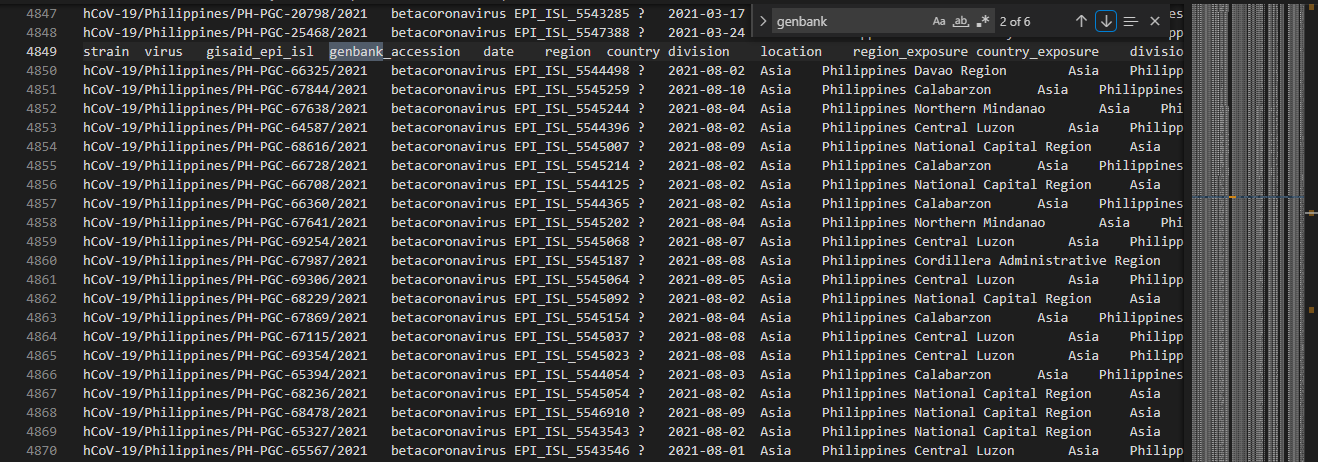 genbank Aa ab .* 2 of 6
4847 hCoV-19/Philippines/PH-PGC-20798/2021 betacoronavirus EPI_ISL_5543285 ? 2021-03-17
4848 hCoV-19/Philippines/PH-PGC-25468/2021 betacoronavirus EPI_ISL_5547388 ? 2021-03-24
4849 strain virus gisaid_epi_isl genbank_accession date region country division location region_exposure country_exposure divisio
4850 hCoV-19/Philippines/PH-PGC-66325/2021 betacoronavirus EPI_ISL_5544498 ? 2021-08-02 Asia Philippines Davao Region Asia Philipp
4851 hCoV-19/Philippines/PH-PGC-67844/2021 betacoronavirus EPI_ISL_5545259 ? 2021-08-10 Asia Philippines Calabarzon Asia Philippines
4852 hCoV-19/Philippines/PH-PGC-67638/2021 betacoronavirus EPI_ISL_5545244 ? 2021-08-04 Asia Philippines Northern Mindanao Asia Phi
4853 hCoV-19/Philippines/PH-PGC-64587/2021 betacoronavirus EPI_ISL_5544396 ? 2021-08-02 Asia Philippines Central Luzon Asia Philipp
4854 hCoV-19/Philippines/PH-PGC-68616/2021 betacoronavirus EPI_ISL_5545007 ? 2021-08-09 Asia Philippines National Capital Region Asia
4855 hCoV-19/Philippines/PH-PGC-66728/2021 betacoronavirus EPI_ISL_5545214 ? 2021-08-02 Asia Philippines Calabarzon Asia Philippines
4856 hCoV-19/Philippines/PH-PGC-66708/2021 betacoronavirus EPI_ISL_5544125 ? 2021-08-02 Asia Philippines National Capital Region Asia
4857 hCoV-19/Philippines/PH-PGC-66360/2021 betacoronavirus EPI_ISL_5544365 ? 2021-08-02 Asia Philippines Calabarzon Asia Philippines
4858 hCoV-19/Philippines/PH-PGC-67641/2021 betacoronavirus EPI_ISL_5545202 ? 2021-08-04 Asia Philippines Northern Mindanao Asia Phi
4859 hCoV-19/Philippines/PH-PGC-69254/2021 betacoronavirus EPI_ISL_5545068 ? 2021-08-07 Asia Philippines Central Luzon Asia Philipp
4860 hCoV-19/Philippines/PH-PGC-67987/2021 betacoronavirus EPI_ISL_5545187 ? 2021-08-08 Asia Philippines Cordillera Administrative Region
4861 hCoV-19/Philippines/PH-PGC-69306/2021 betacoronavirus EPI_ISL_5545064 ? 2021-08-05 Asia Philippines Central Luzon Asia Philipp
4862 hCoV-19/Philippines/PH-PGC-68229/2021 betacoronavirus EPI_ISL_5545092 ? 2021-08-02 Asia Philippines National Capital Region Asia
4863 hCoV-19/Philippines/PH-PGC-67869/2021 betacoronavirus EPI_ISL_5545154 ? 2021-08-04 Asia Philippines Calabarzon Asia Philippines
4864 hCoV-19/Philippines/PH-PGC-67115/2021 betacoronavirus EPI_ISL_5545037 ? 2021-08-08 Asia Philippines Central Luzon Asia Philipp
4865 hCoV-19/Philippines/PH-PGC-69354/2021 betacoronavirus EPI_ISL_5545023 ? 2021-08-08 Asia Philippines Central Luzon Asia Philipp
4866 hCoV-19/Philippines/PH-PGC-65394/2021 betacoronavirus EPI_ISL_5544054 ? 2021-08-03 Asia Philippines Calabarzon Asia Philippines
4867 hCoV-19/Philippines/PH-PGC-68236/2021 betacoronavirus EPI_ISL_5545054 ? 2021-08-02 Asia Philippines National Capital Region Asia
4868 hCoV-19/Philippines/PH-PGC-68478/2021 betacoronavirus EPI_ISL_5546910 ? 2021-08-09 Asia Philippines National Capital Region Asia
4869 hCoV-19/Philippines/PH-PGC-65327/2021 betacoronavirus EPI_ISL_5543543 ? 2021-08-02 Asia Philippines National Capital Region Asia
4870 hCoV-19/Philippines/PH-PGC-65567/2021 betacoronavirus EPI_ISL_5543546 ? 2021-08-01 Asia Philippines Central Luzon Asia Philipp